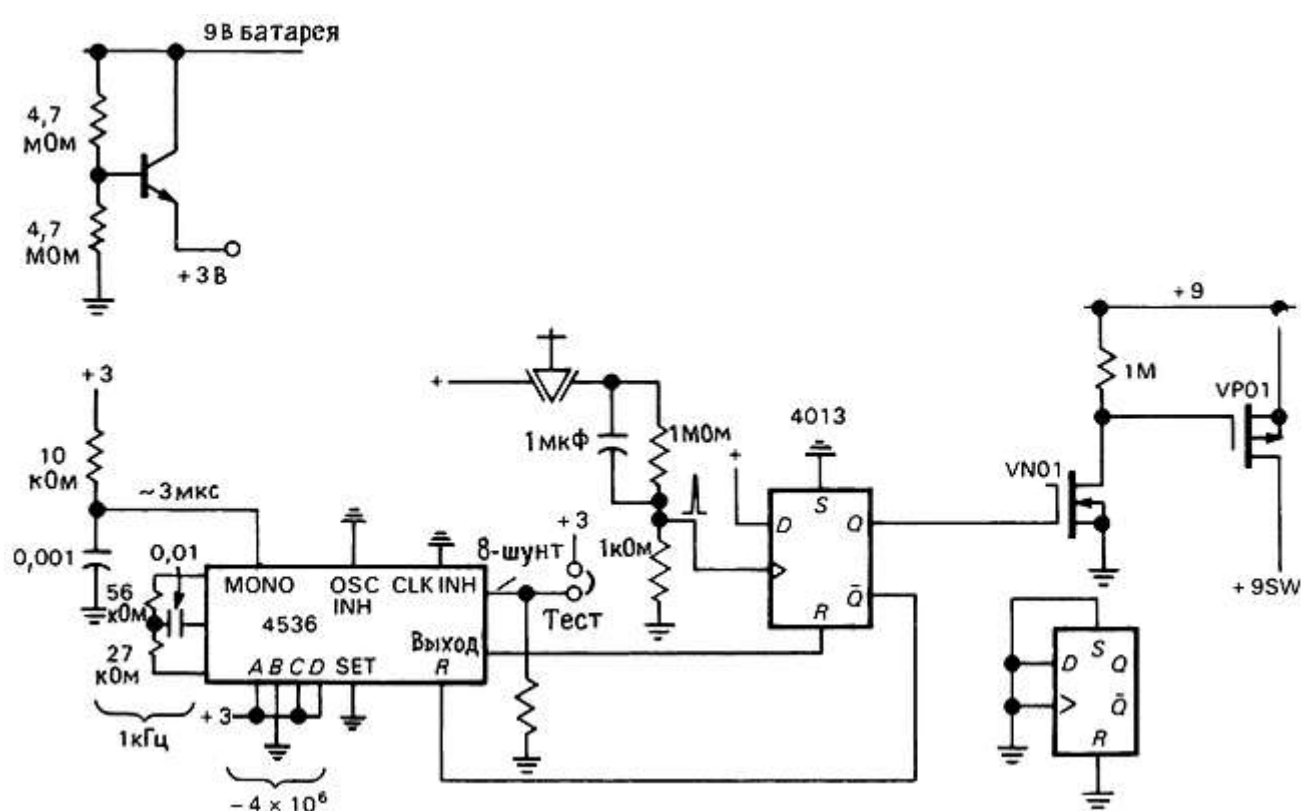 9В батарея
4,7
мОм
4,7
МОм
+3В
+9
1М
VP01
VN01
+9SW
+3
10
кОм
~3мкс
0,001
0,01
56
кОм
27
кОм
1кГц
MONO
OSC
INH
CLK INH
4536
Выход
A B C D
SET
R
+3
–4 × 10⁶
8-шунт
+3
Тест
+
1мкФ
1МОм
1кОм
+
4013
S
D
Q
Q̅
R
S
D
Q
Q̅
R